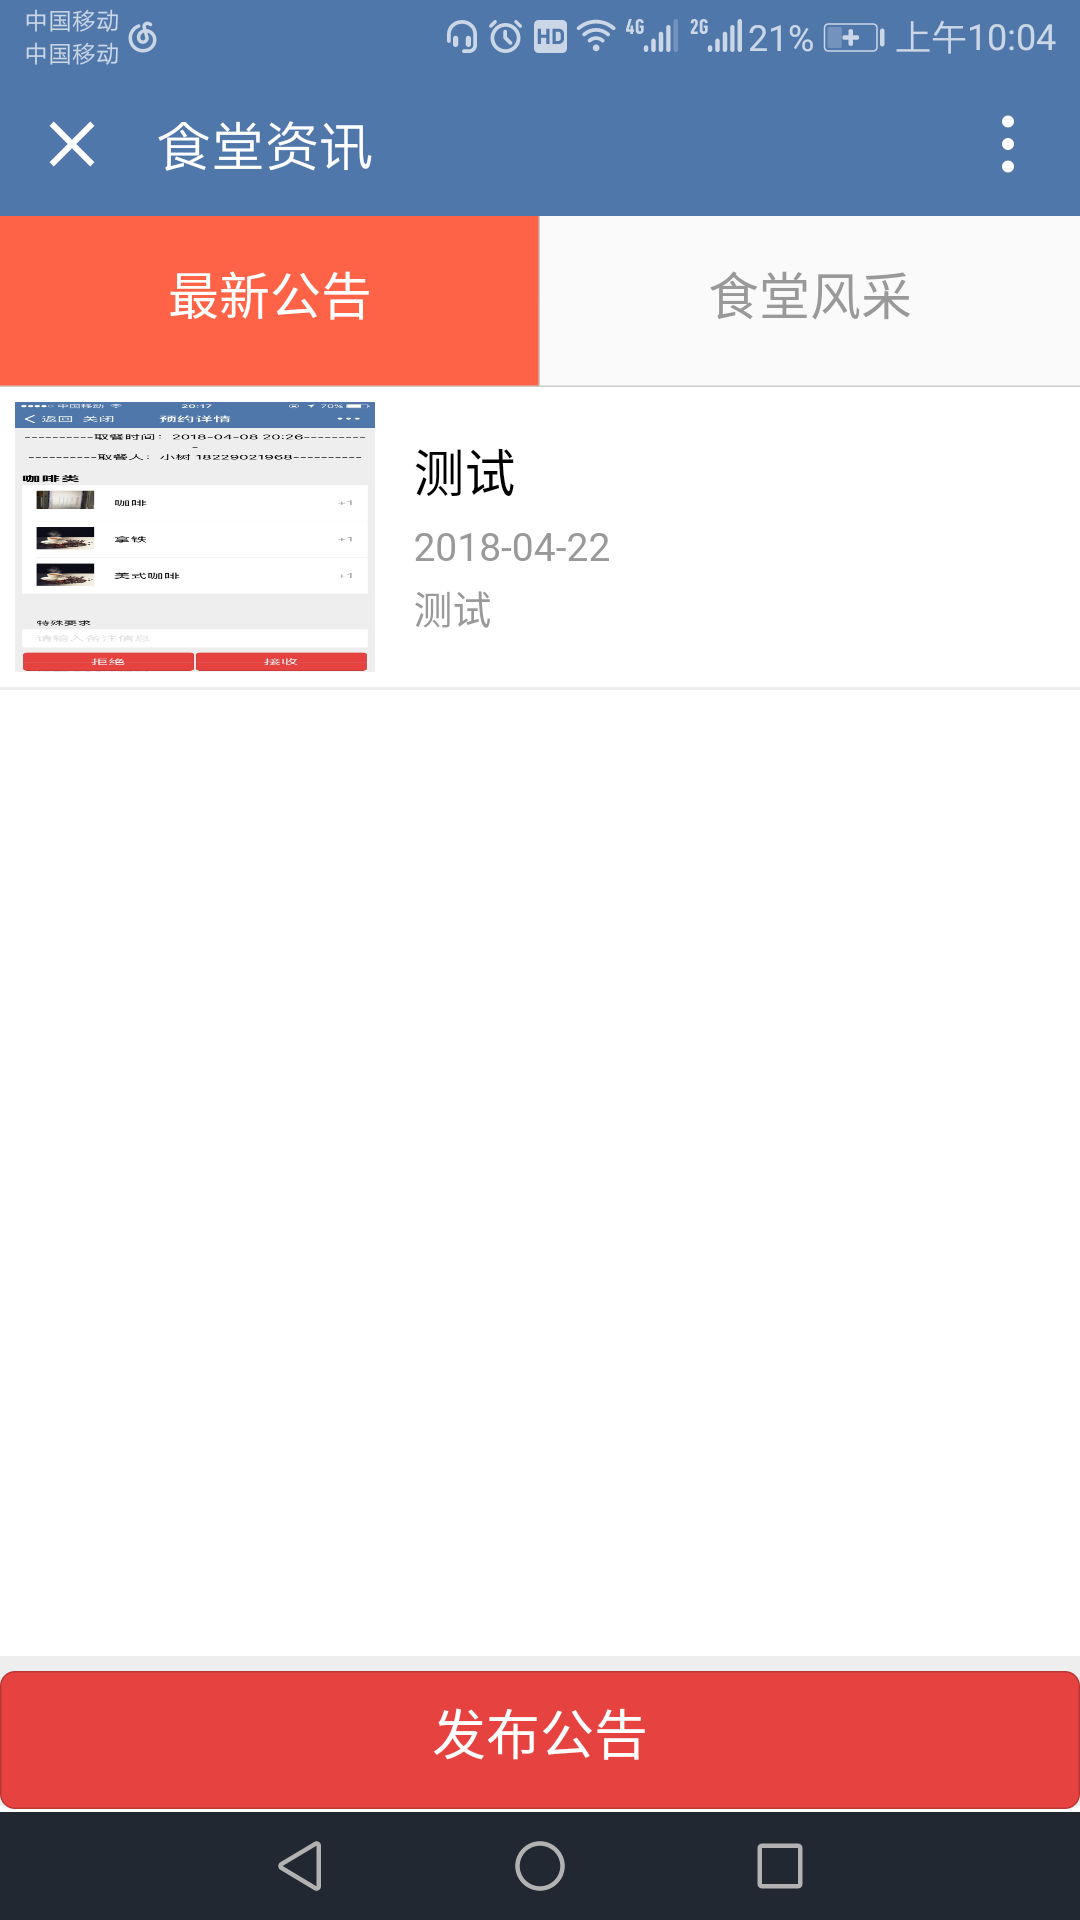 中国移动
中国移动
HD 4G 2G 21% 上午10:04
食堂资讯
最新公告 食堂风采
中国移动 20:17 70%
返回 关闭 预约详情
----------取餐时间：2018-04-08 20:26---------
-
----------取餐人：小树 18229021968----------
咖啡类
咖啡 +1
拿铁 +1
美式咖啡 +1
特殊要求
请输入备注信息
拒绝 接收
测试
2018-04-22
测试
发布公告